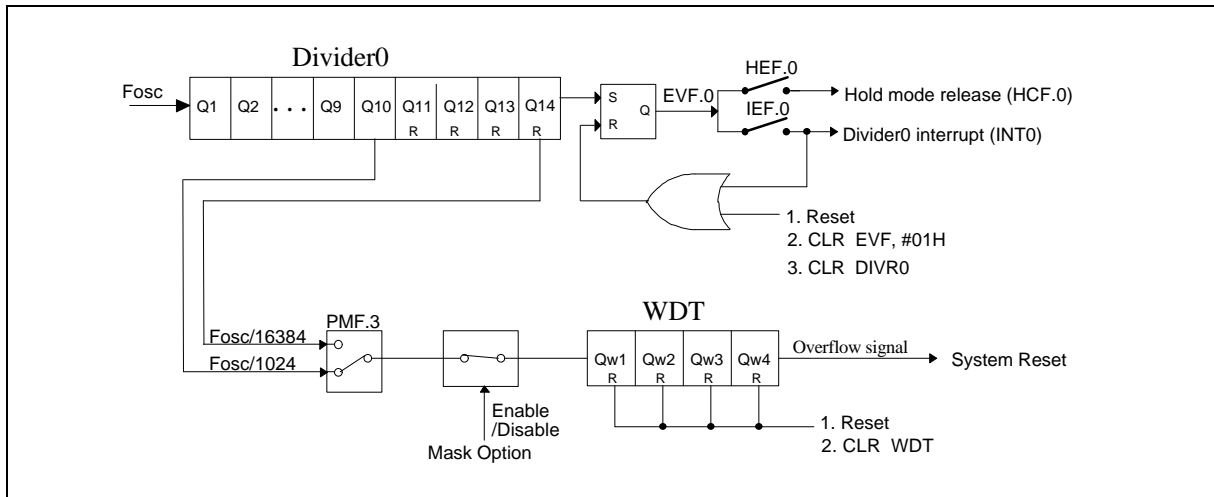 Divider0
Fosc
Q1 Q2 . . . Q9 Q10 Q11 Q12 Q13 Q14
R R R R
S
R
Q
EVF.0
HEF.0
IEF.0
Hold mode release (HCF.0)
Divider0 interrupt (INT0)
1. Reset
2. CLR EVF, #01H
3. CLR DIVR0
Fosc/16384
Fosc/1024
PMF.3
Enable
/Disable
Mask Option
WDT
Qw1 Qw2 Qw3 Qw4
R R R R
Overflow signal
System Reset
1. Reset
2. CLR WDT